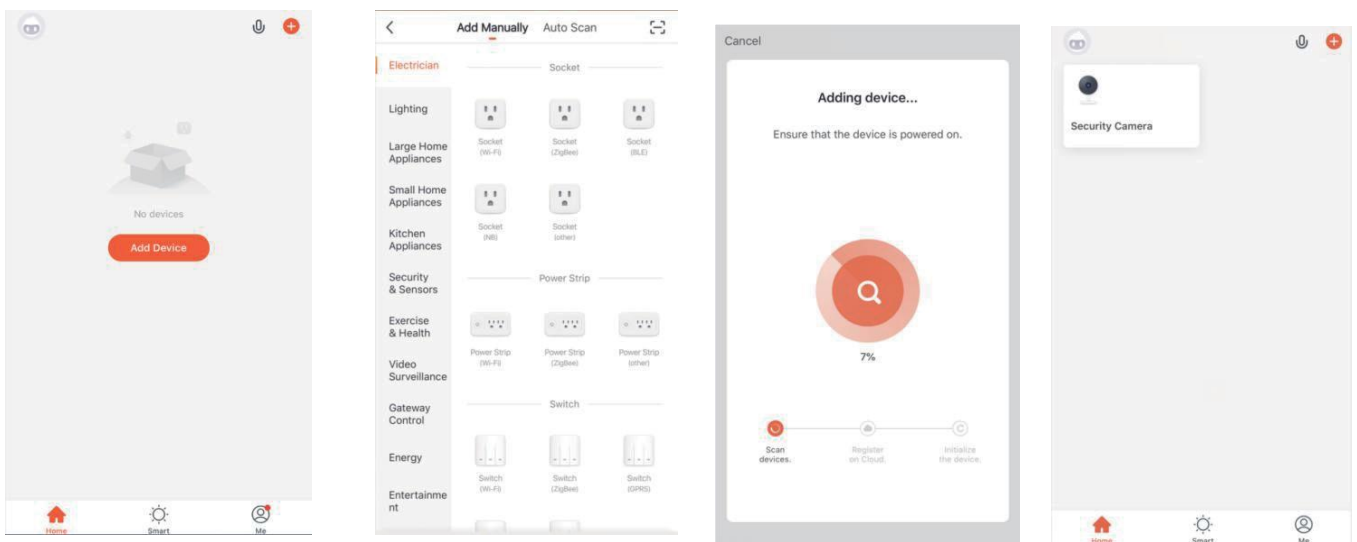 No devices
Add Device
Home
Smart
Me
Add Manually
Auto Scan
Electrician
Lighting
Large Home
Appliances
Small Home
Appliances
Kitchen
Appliances
Security
& Sensors
Exercise
& Health
Video
Surveillance
Gateway
Control
Energy
Entertainme
nt
Socket
Socket
(Wi-Fi)
Socket
(ZigBee)
Socket
(BLE)
Socket
(NB)
Socket
(other)
Power Strip
Power Strip
(Wi-Fi)
Power Strip
(ZigBee)
Power Strip
(other)
Switch
Switch
(Wi-Fi)
Switch
(ZigBee)
Switch
(GPRS)
Cancel
Adding device...
Ensure that the device is powered on.
7%
Scan
devices.
Register
on Cloud.
Initialize
the device.
Security Camera
Home
Smart
Me